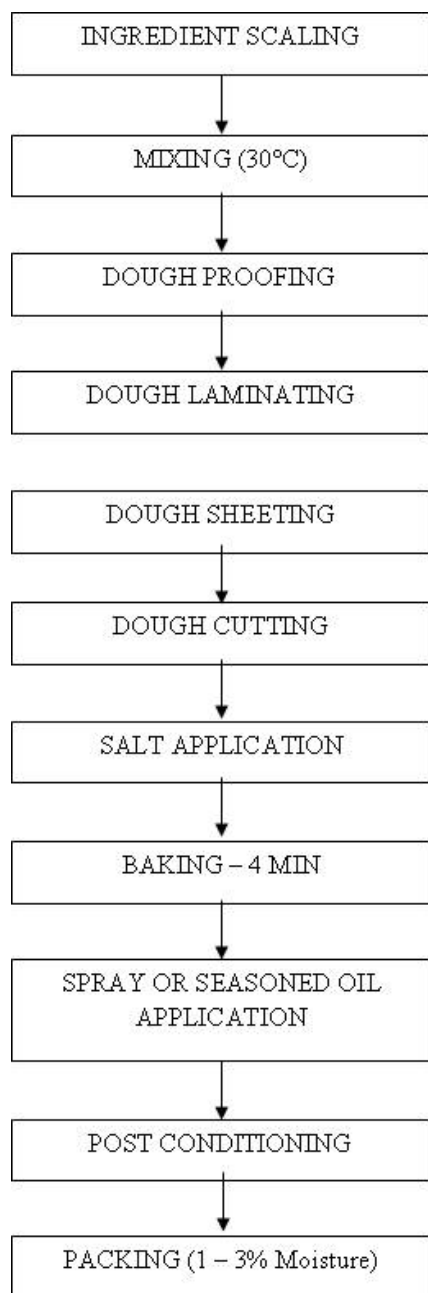 INGREDIENT SCALING
MIXING (30°C)
DOUGH PROOFING
DOUGH LAMINATING
DOUGH SHEETING
DOUGH CUTTING
SALT APPLICATION
BAKING – 4 MIN
SPRAY OR SEASONED OIL
APPLICATION
POST CONDITIONING
PACKING (1 – 3% Moisture)